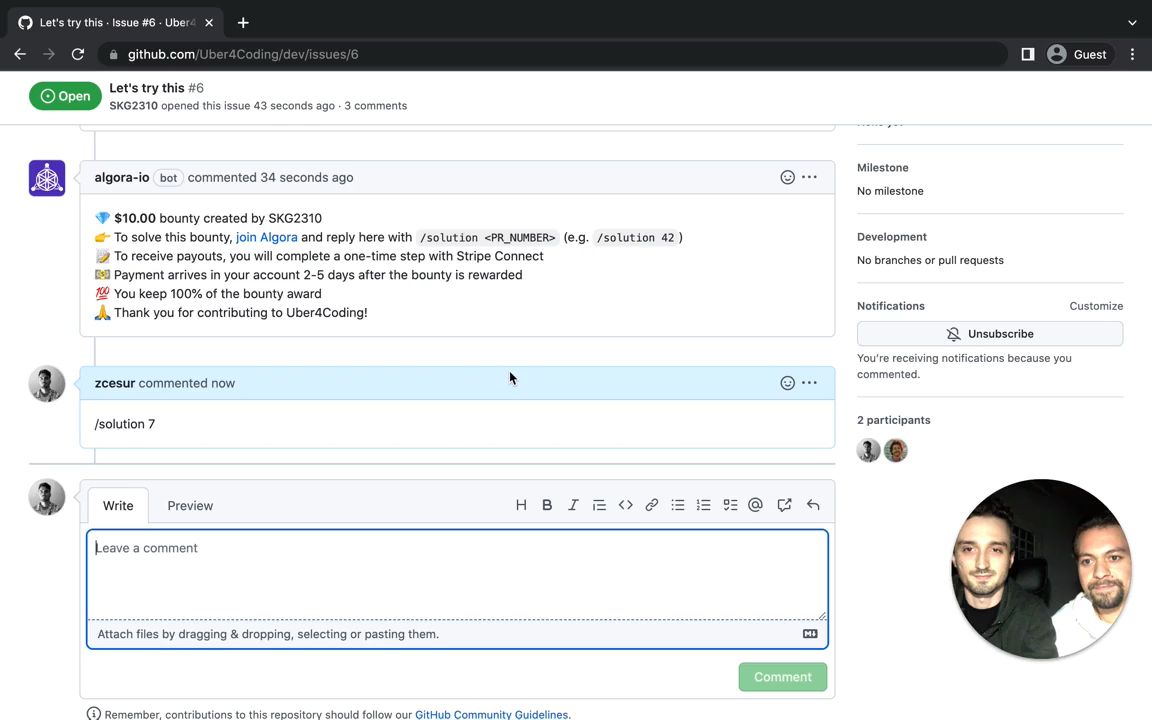 Let's try this · Issue #6 · Uber4
github.com/Uber4Coding/dev/issues/6
Guest
Open
Let's try this #6
SKG2310 opened this issue 43 seconds ago · 3 comments
algora-io bot commented 34 seconds ago
$10.00 bounty created by SKG2310
To solve this bounty, join Algora and reply here with /solution <PR_NUMBER> (e.g. /solution 42 )
To receive payouts, you will complete a one-time step with Stripe Connect
Payment arrives in your account 2-5 days after the bounty is rewarded
You keep 100% of the bounty award
Thank you for contributing to Uber4Coding!
zcesur commented now
/solution 7
Write
Preview
Leave a comment
Attach files by dragging & dropping, selecting or pasting them.
Comment
Remember, contributions to this repository should follow our GitHub Community Guidelines.
Milestone
No milestone
Development
No branches or pull requests
Notifications
Customize
Unsubscribe
You're receiving notifications because you
commented.
2 participants